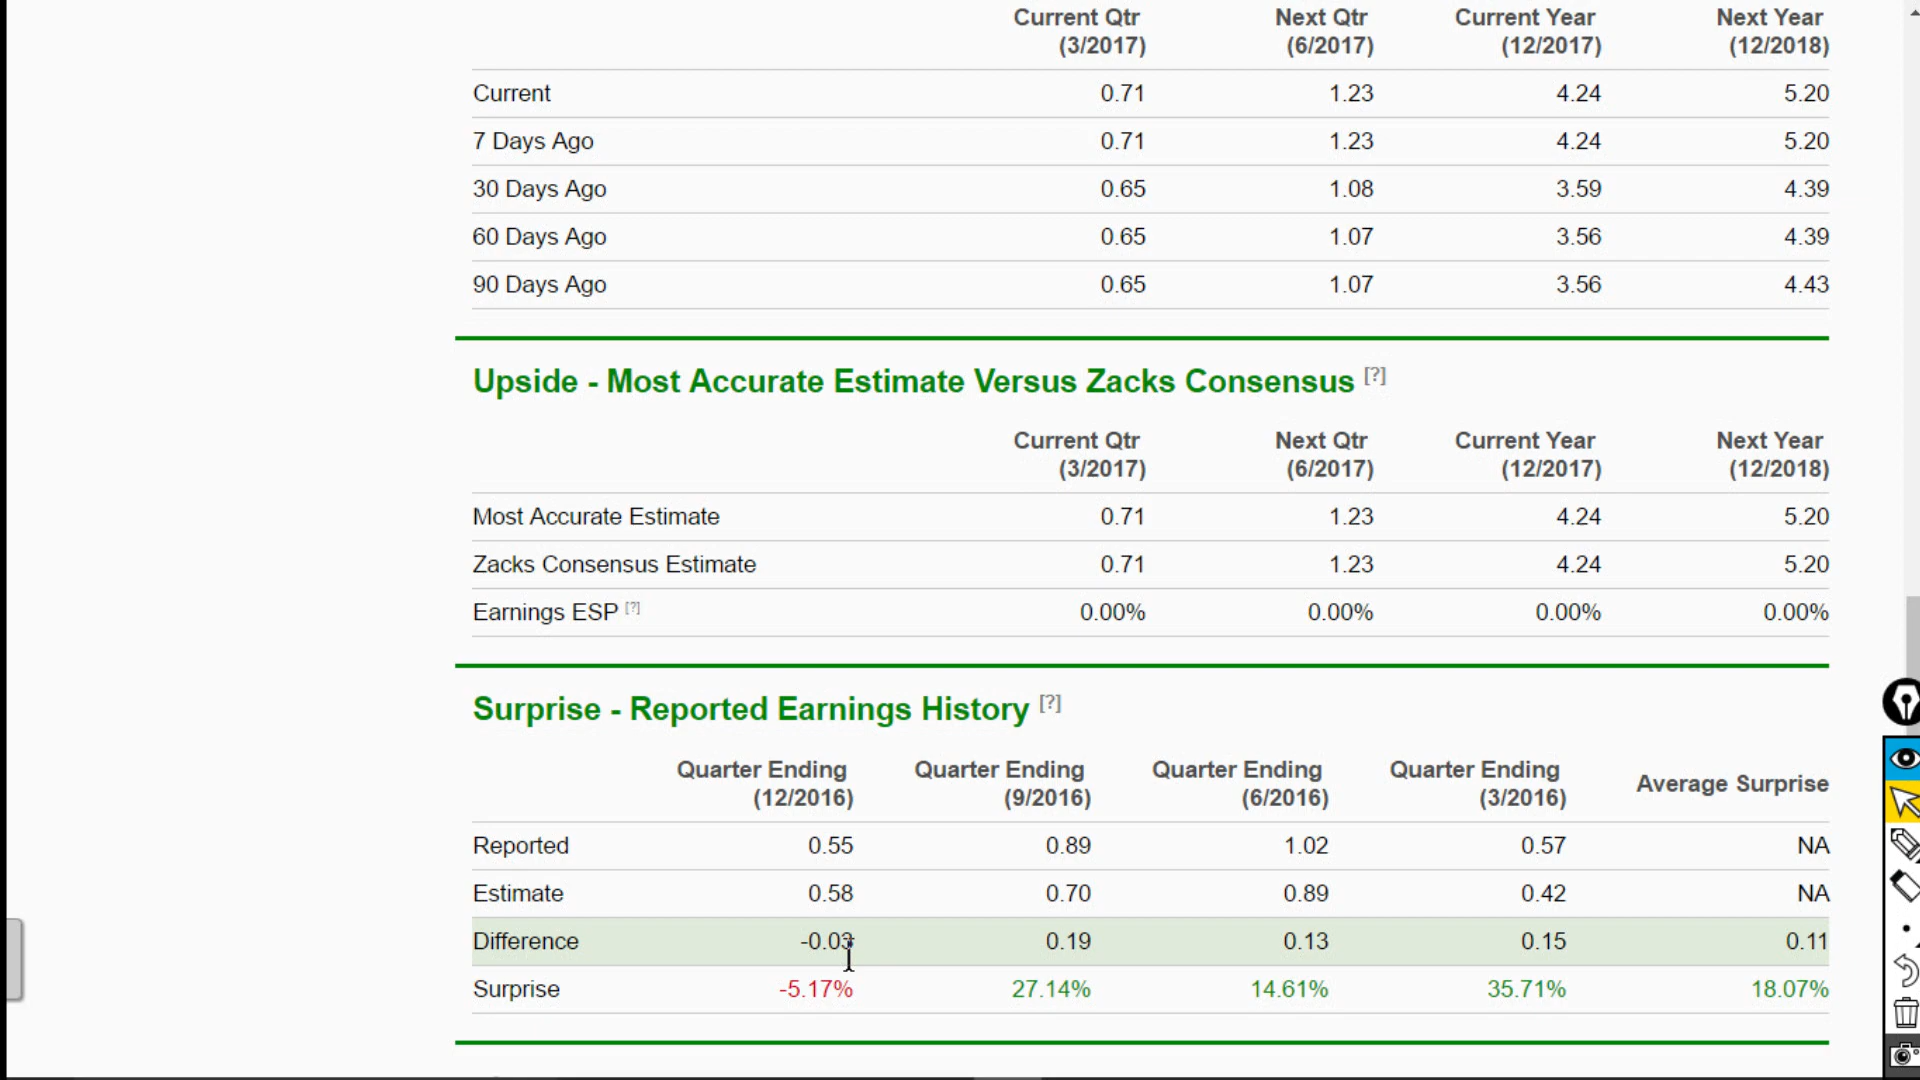 Current Qtr Next Qtr Current Year Next Year
(3/2017) (6/2017) (12/2017) (12/2018)
Current 0.71 1.23 4.24 5.20
7 Days Ago 0.71 1.23 4.24 5.20
30 Days Ago 0.65 1.08 3.59 4.39
60 Days Ago 0.65 1.07 3.56 4.39
90 Days Ago 0.65 1.07 3.56 4.43
Upside - Most Accurate Estimate Versus Zacks Consensus [?]
Current Qtr Next Qtr Current Year Next Year
(3/2017) (6/2017) (12/2017) (12/2018)
Most Accurate Estimate 0.71 1.23 4.24 5.20
Zacks Consensus Estimate 0.71 1.23 4.24 5.20
Earnings ESP [?] 0.00% 0.00% 0.00% 0.00%
Surprise - Reported Earnings History [?]
Quarter Ending Quarter Ending Quarter Ending Quarter Ending Average Surprise
(12/2016) (9/2016) (6/2016) (3/2016)
Reported 0.55 0.89 1.02 0.57 NA
Estimate 0.58 0.70 0.89 0.42 NA
Difference -0.03 0.19 0.13 0.15 0.11
Surprise -5.17% 27.14% 14.61% 35.71% 18.07%